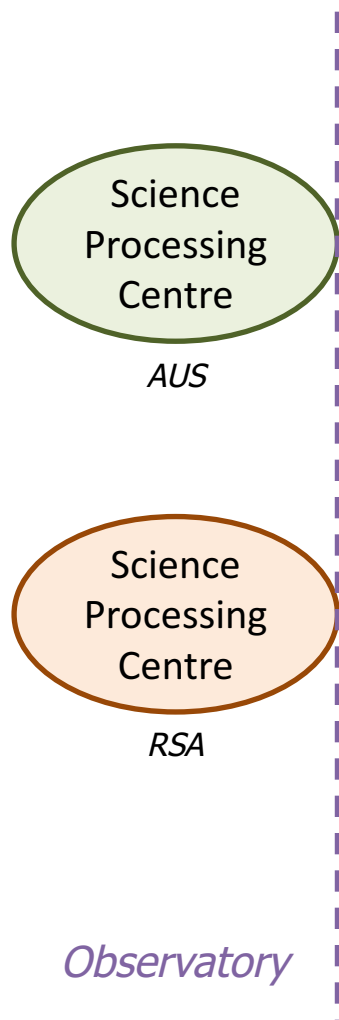 Science
Processing
Centre
AUS
Science
Processing
Centre
RSA
Observatory